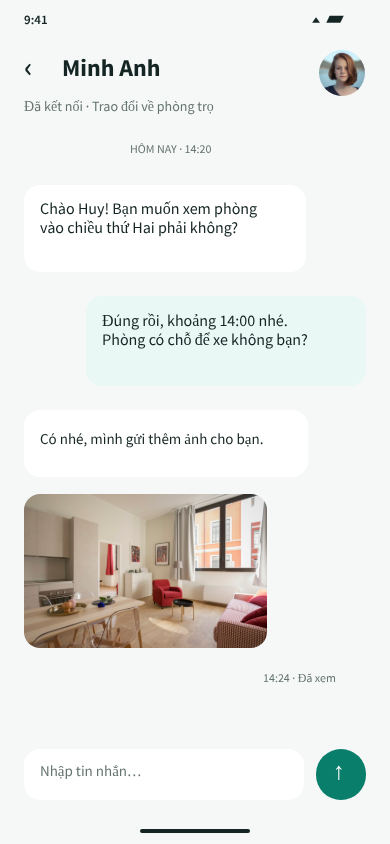 9:41
Minh Anh
Đã kết nối · Trao đổi về phòng trọ
HÔM NAY · 14:20
Chào Huy! Bạn muốn xem phòng
vào chiều thứ Hai phải không?
Đúng rồi, khoảng 14:00 nhé.
Phòng có chỗ để xe không bạn?
Có nhé, mình gửi thêm ảnh cho bạn.
14:24 · Đã xem
Nhập tin nhắn…